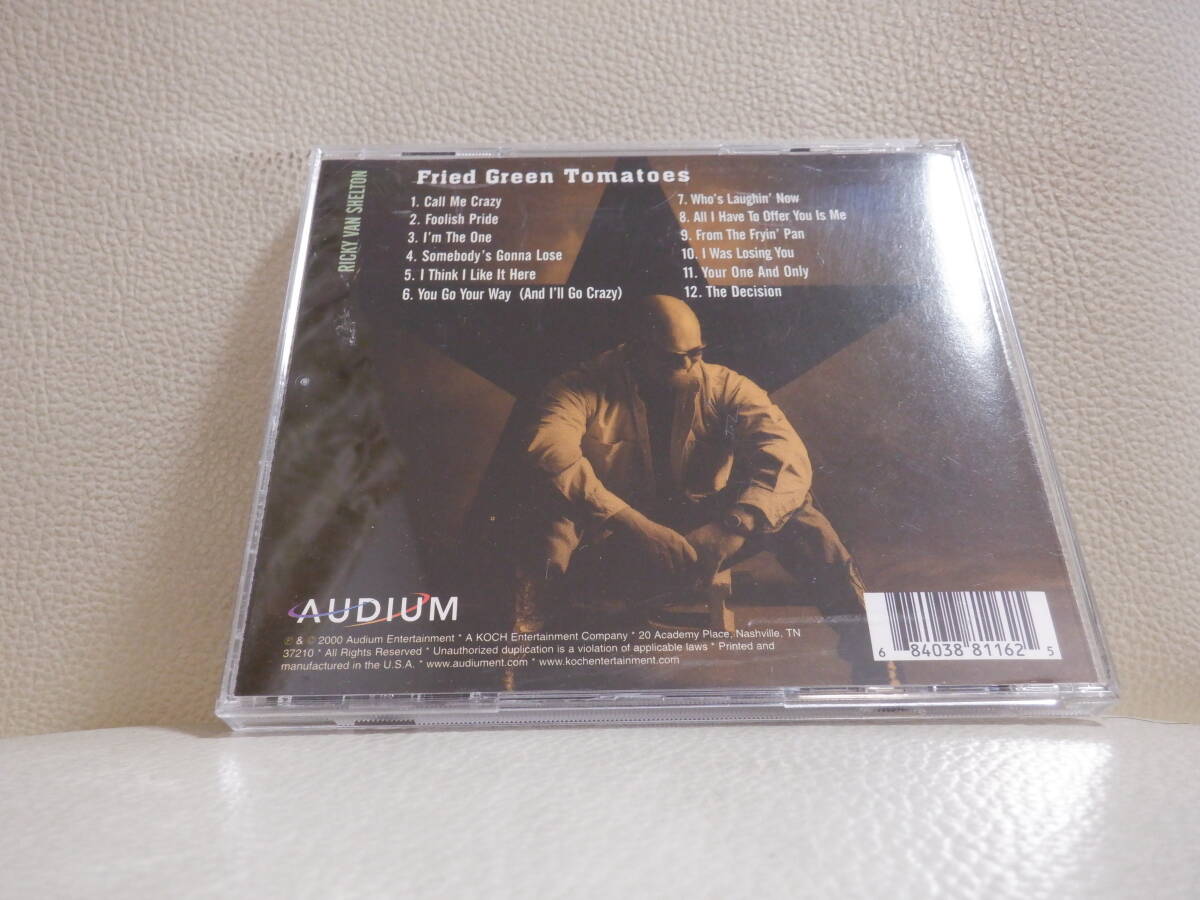 RICKY VAN SHELTON
Fried Green Tomatoes
1. Call Me Crazy
2. Foolish Pride
3. I'm The One
4. Somebody's Gonna Lose
5. I Think I Like It Here
6. You Go Your Way (And I'll Go Crazy)
7. Who's Laughin' Now
8. All I Have To Offer You Is Me
9. From The Fryin' Pan
10. I Was Losing You
11. Your One And Only
12. The Decision
AUDIUM
℗ & © 2000 Audium Entertainment * A KOCH Entertainment Company * 20 Academy Place, Nashville, TN
37210 * All Rights Reserved * Unauthorized duplication is a violation of applicable laws * Printed and
manufactured in the U.S.A. * www.audiument.com * www.kochentertainment.com
6 84038 81162 5